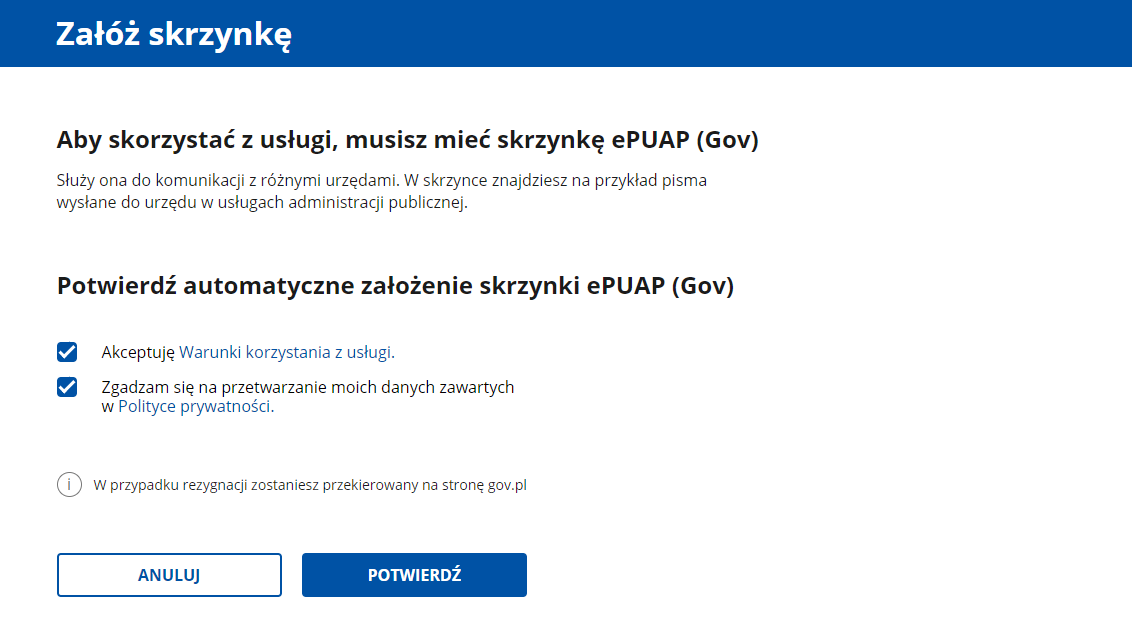 Załóż skrzynkę
Aby skorzystać z usługi, musisz mieć skrzynkę ePUAP (Gov)
Służy ona do komunikacji z różnymi urzędami. W skrzynce znajdziesz na przykład pisma
wysłane do urzędu w usługach administracji publicznej.
Potwierdź automatyczne założenie skrzynki ePUAP (Gov)
Akceptuję Warunki korzystania z usługi.
Zgadzam się na przetwarzanie moich danych zawartych
w Polityce prywatności.
W przypadku rezygnacji zostaniesz przekierowany na stronę gov.pl
ANULUJ POTWIERDŹ